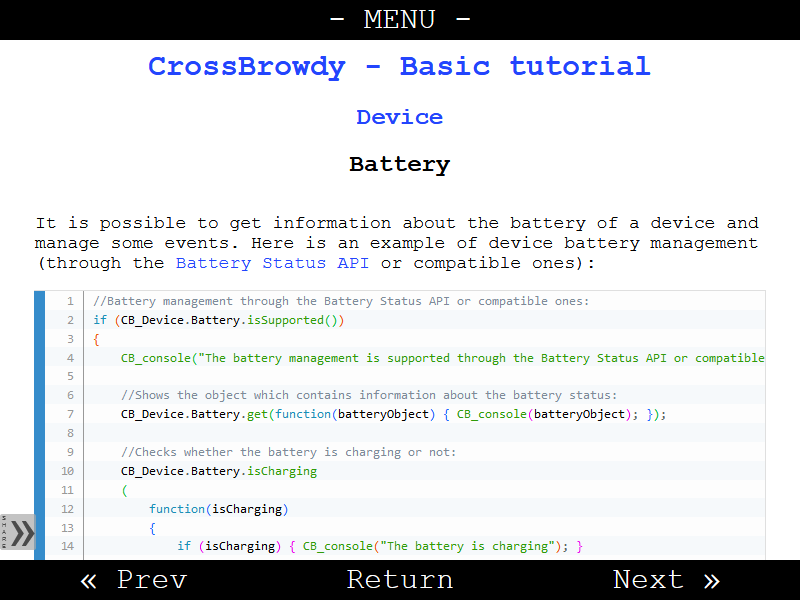 - MENU -
CrossBrowdy - Basic tutorial
Device
Battery
It is possible to get information about the battery of a device and
manage some events. Here is an example of device battery management
(through the Battery Status API or compatible ones):
1 //Battery management through the Battery Status API or compatible ones:
2 if (CB_Device.Battery.isSupported())
3 {
4 CB_console("The battery management is supported through the Battery Status API or compatible
5
6 //Shows the object which contains information about the battery status:
7 CB_Device.Battery.get(function(batteryObject) { CB_console(batteryObject); });
8
9 //Checks whether the battery is charging or not:
10 CB_Device.Battery.isCharging
11 (
12 function(isCharging)
13 {
14 if (isCharging) { CB_console("The battery is charging"); }
SHARE »
« Prev Return Next »